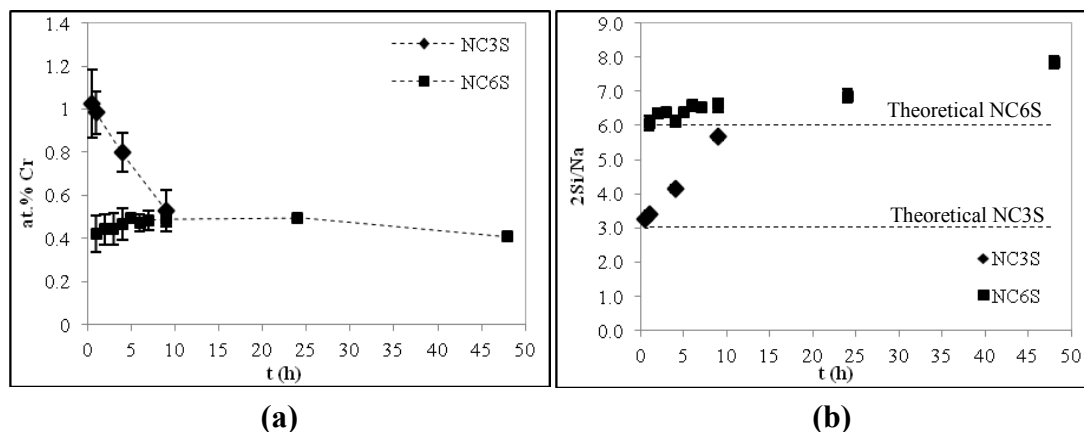 1.4
1.2
1
0.8
0.6
0.4
0.2
0
at.% Cr
0 5 10 15 20 25 30 35 40 45 50
t (h)
NC3S
NC6S
(a)
9.0
8.0
7.0
6.0
5.0
4.0
3.0
2.0
1.0
0.0
2Si/Na
Theoretical NC6S
Theoretical NC3S
NC3S
NC6S
0 5 10 15 20 25 30 35 40 45 50
t (h)
(b)